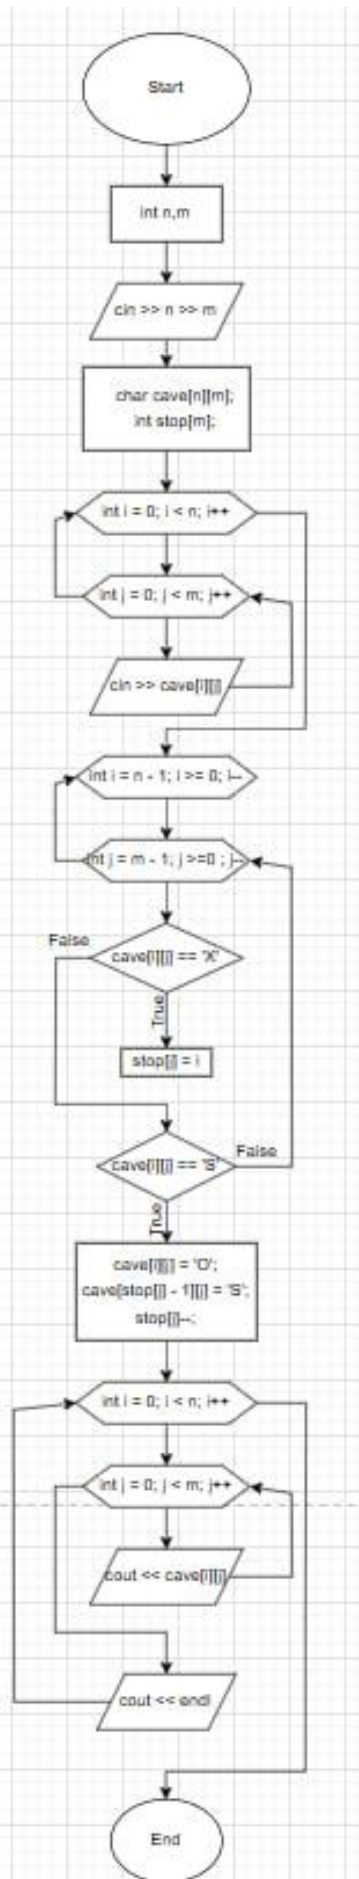 Start
int n,m
cin >> n >> m
char cave[n][m];
int stop[m];
int i = 0; i < n; i++
int j = 0; j < m; j++
cin >> cave[i][j]
int i = n - 1; i >= 0; i--
int j = m - 1; j >=0 ; j--
False
cave[i][j] == 'X'
True
stop[j] = i
cave[i][j] == 'S'
False
True
cave[i][j] = 'O';
cave[stop[j] - 1][j] = 'S';
stop[j]--;
int i = 0; i < n; i++
int j = 0; j < m; j++
cout << cave[i][j]
cout << endl
End